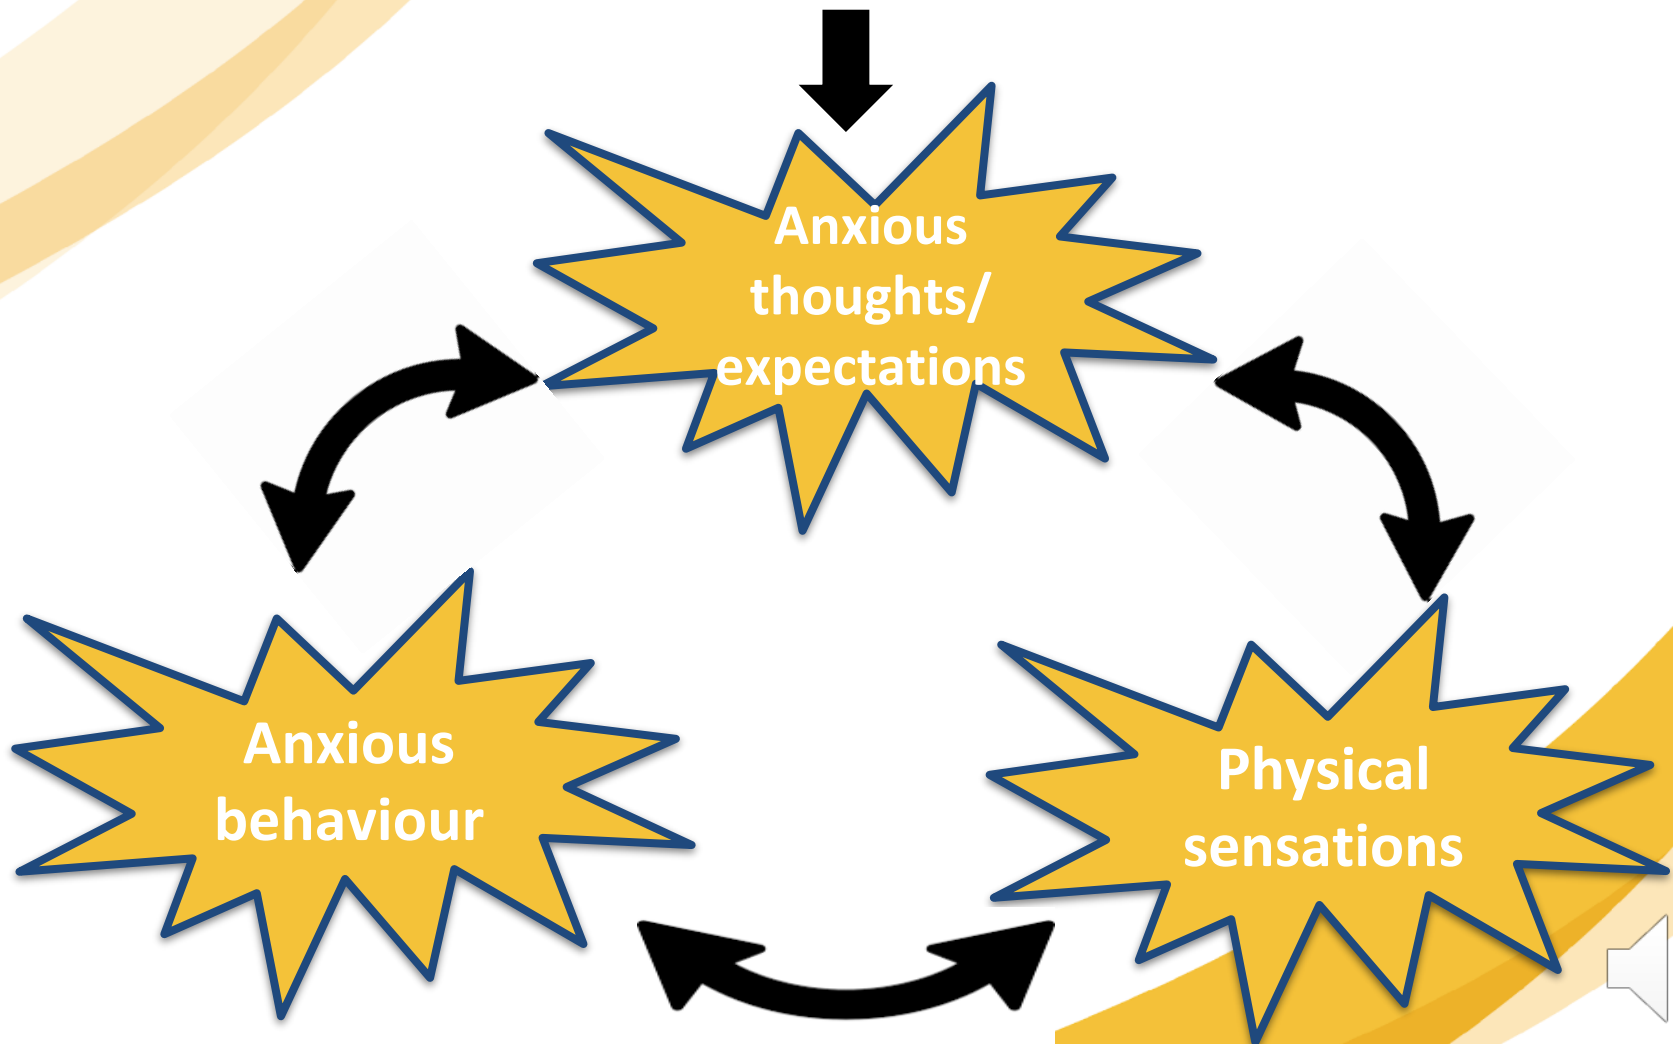 Anxious
thoughts/
expectations
Anxious
behaviour
Physical
sensations